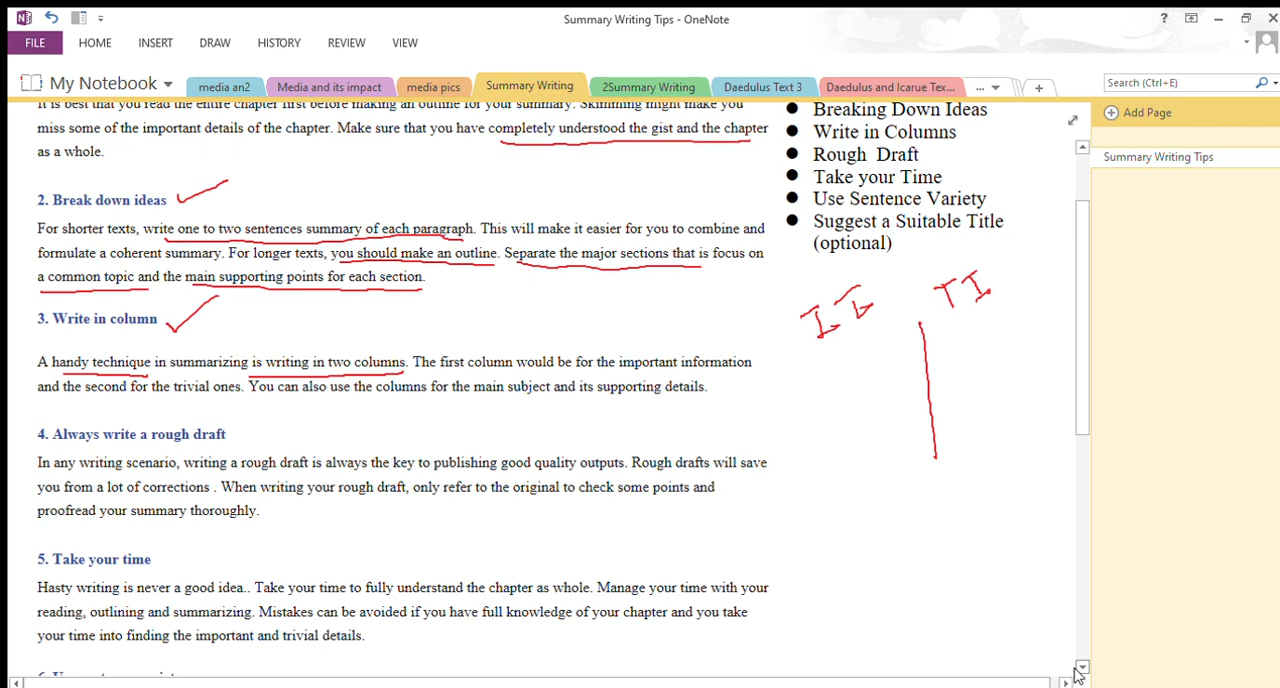 Summary Writing Tips - OneNote
FILE HOME INSERT DRAW HISTORY REVIEW VIEW
My Notebook
media an2 Media and its impact media pics Summary Writing 2Summary Writing Daedulus Text 3 Daedulus and Icarue Tex... ...
Search (Ctrl+E)
Add Page
Summary Writing Tips
It is best that you read the entire chapter first before making an outline for your summary. Skimming might make you
miss some of the important details of the chapter. Make sure that you have completely understood the gist and the chapter
as a whole.
2. Break down ideas
For shorter texts, write one to two sentences summary of each paragraph. This will make it easier for you to combine and
formulate a coherent summary. For longer texts, you should make an outline. Separate the major sections that is focus on
a common topic and the main supporting points for each section.
3. Write in column
A handy technique in summarizing is writing in two columns. The first column would be for the important information
and the second for the trivial ones. You can also use the columns for the main subject and its supporting details.
4. Always write a rough draft
In any writing scenario, writing a rough draft is always the key to publishing good quality outputs. Rough drafts will save
you from a lot of corrections . When writing your rough draft, only refer to the original to check some points and
proofread your summary thoroughly.
5. Take your time
Hasty writing is never a good idea.. Take your time to fully understand the chapter as whole. Manage your time with your
reading, outlining and summarizing. Mistakes can be avoided if you have full knowledge of your chapter and you take
your time into finding the important and trivial details.
● Breaking Down Ideas
● Write in Columns
● Rough Draft
● Take your Time
● Use Sentence Variety
● Suggest a Suitable Title
(optional)
TI